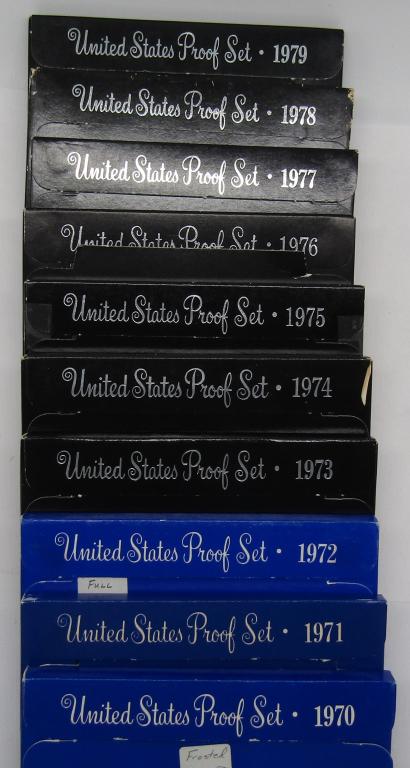 United States Proof Set • 1979
United States Proof Set • 1978
United States Proof Set • 1977
United States Proof Set • 1976
United States Proof Set • 1975
United States Proof Set • 1974
United States Proof Set • 1973
United States Proof Set • 1972
FULL
United States Proof Set • 1971
United States Proof Set • 1970
Frosted